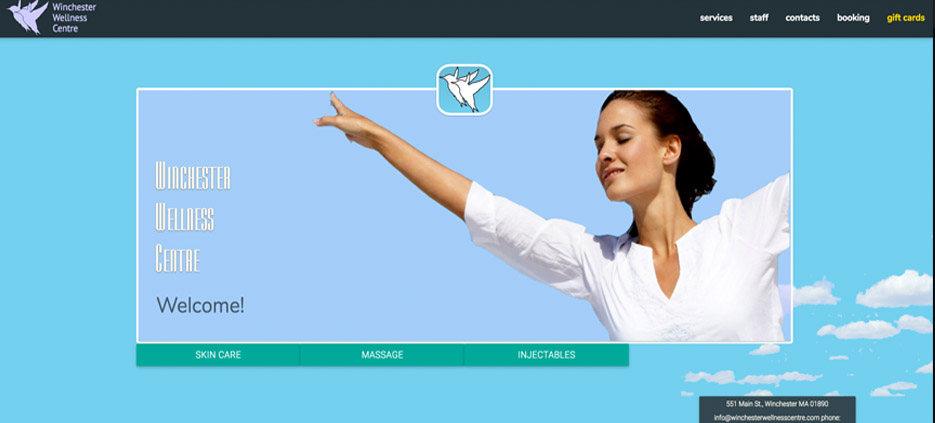 Winchester
Wellness
Centre
services staff contacts booking gift cards
Winchester
Wellness
Centre
Welcome!
SKIN CARE MASSAGE INJECTABLES
551 Main St., Winchester MA 01890
info@winchesterwellnesscentre.com phone: